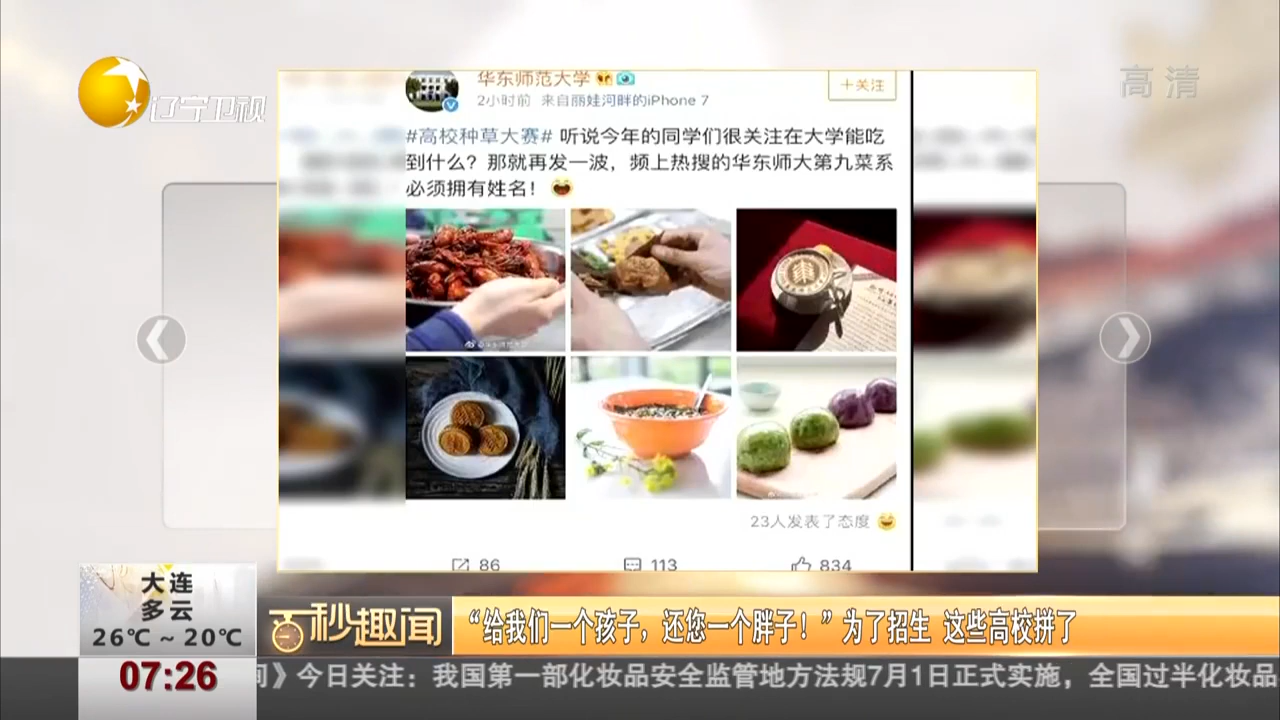 辽宁卫视
高清
华东师范大学
2小时前 来自丽娃河畔的iPhone 7
+关注
#高校种草大赛# 听说今年的同学们很关注在大学能吃
到什么？那就再发一波，频上热搜的华东师大第九菜系
必须拥有姓名！
23人发表了态度
86
113
834
大连
多云
26℃～20℃
07:26
百秒趣闻
“给我们一个孩子，还您一个胖子！”为了招生 这些高校拼了
》今日关注：我国第一部化妆品安全监管地方法规7月1日正式实施，全国过半化妆品